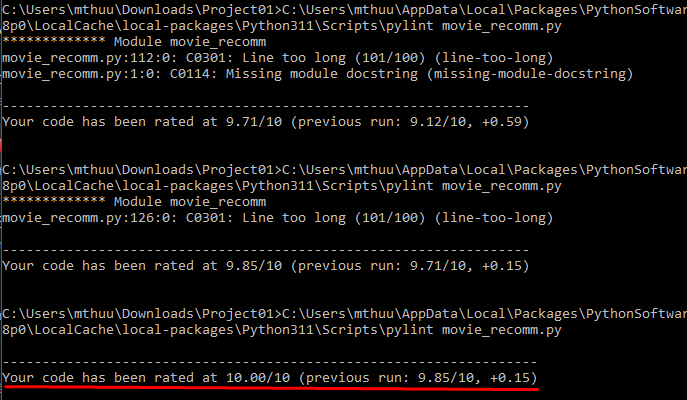 C:\Users\mthuu\Downloads\Project01>C:\Users\mthuu\AppData\Local\Packages\PythonSoftwar
8p0\LocalCache\local-packages\Python311\Scripts\pylint movie_recomm.py
************* Module movie_recomm
movie_recomm.py:112:0: C0301: Line too long (101/100) (line-too-long)
movie_recomm.py:1:0: C0114: Missing module docstring (missing-module-docstring)
------------------------------------------------------------------
Your code has been rated at 9.71/10 (previous run: 9.12/10, +0.59)
C:\Users\mthuu\Downloads\Project01>C:\Users\mthuu\AppData\Local\Packages\PythonSoftwar
8p0\LocalCache\local-packages\Python311\Scripts\pylint movie_recomm.py
************* Module movie_recomm
movie_recomm.py:126:0: C0301: Line too long (101/100) (line-too-long)
------------------------------------------------------------------
Your code has been rated at 9.85/10 (previous run: 9.71/10, +0.15)
C:\Users\mthuu\Downloads\Project01>C:\Users\mthuu\AppData\Local\Packages\PythonSoftwar
8p0\LocalCache\local-packages\Python311\Scripts\pylint movie_recomm.py
-------------------------------------------------------------------
Your code has been rated at 10.00/10 (previous run: 9.85/10, +0.15)